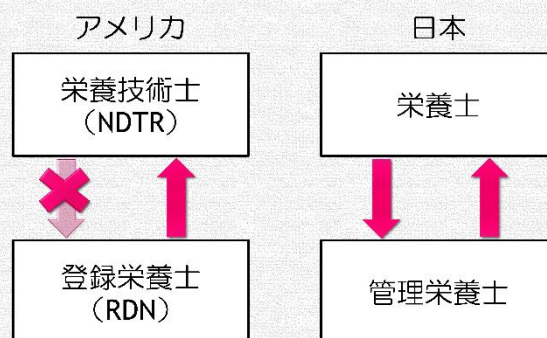 アメリカ
栄養技術士
（NDTR）
登録栄養士
（RDN）
日本
栄養士
管理栄養士